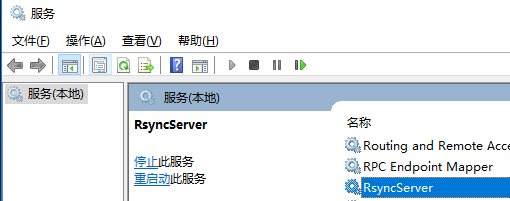 服务
文件(F) 操作(A) 查看(V) 帮助(H)
服务(本地)
服务(本地)
RsyncServer
停止此服务
重启动此服务
名称
Routing and Remote Acce
RPC Endpoint Mapper
RsyncServer